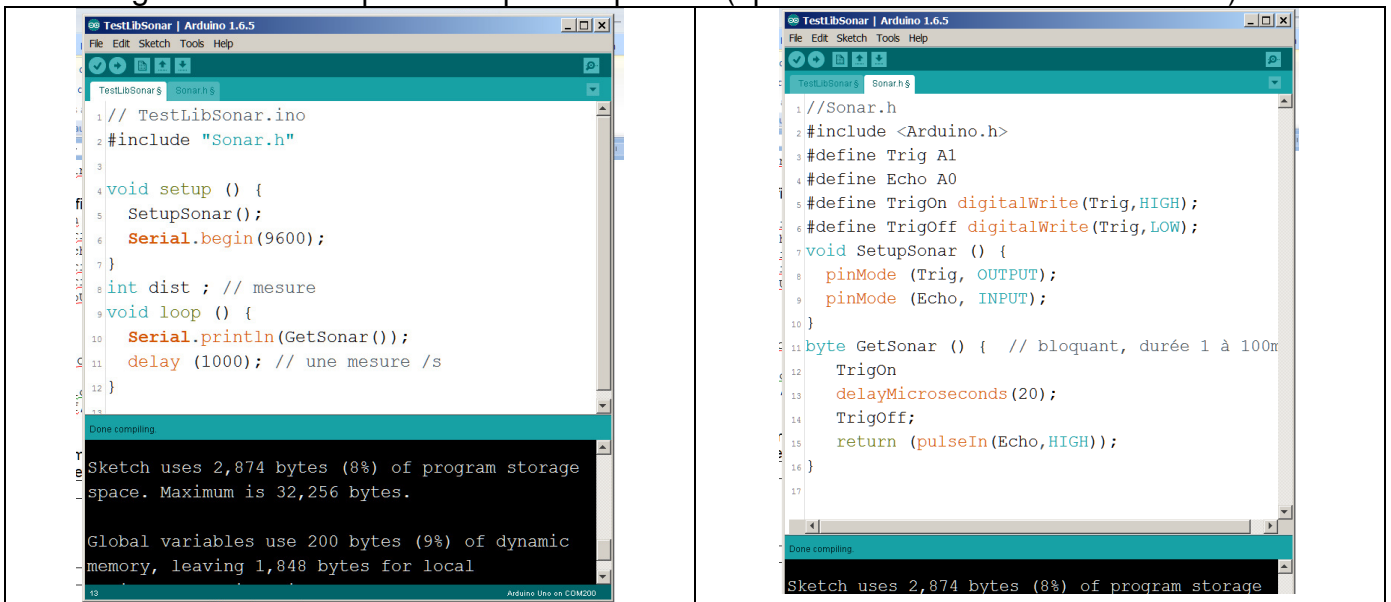 TestLibSonar | Arduino 1.6.5
File Edit Sketch Tools Help
TestLibSonar § Sonar.h §
1 // TestLibSonar.ino
2 #include "Sonar.h"
3
4 void setup () {
5 SetupSonar();
6 Serial.begin(9600);
7 }
8 int dist ; // mesure
9 void loop () {
10 Serial.println(GetSonar());
11 delay (1000); // une mesure /s
12 }
13
Done compiling.
Sketch uses 2,874 bytes (8%) of program storage
space. Maximum is 32,256 bytes.
Global variables use 200 bytes (9%) of dynamic
memory, leaving 1,848 bytes for local
13 Arduino Uno on COM200
TestLibSonar | Arduino 1.6.5
File Edit Sketch Tools Help
TestLibSonar § Sonar.h §
1 //Sonar.h
2 #include <Arduino.h>
3 #define Trig A1
4 #define Echo A0
5 #define TrigOn digitalWrite(Trig,HIGH);
6 #define TrigOff digitalWrite(Trig,LOW);
7 void SetupSonar () {
8 pinMode (Trig, OUTPUT);
9 pinMode (Echo, INPUT);
10 }
11 byte GetSonar () { // bloquant, durée 1 à 100m
12 TrigOn
13 delayMicroseconds(20);
14 TrigOff;
15 return (pulseIn(Echo,HIGH));
16 }
17
Done compiling.
Sketch uses 2,874 bytes (8%) of program storage